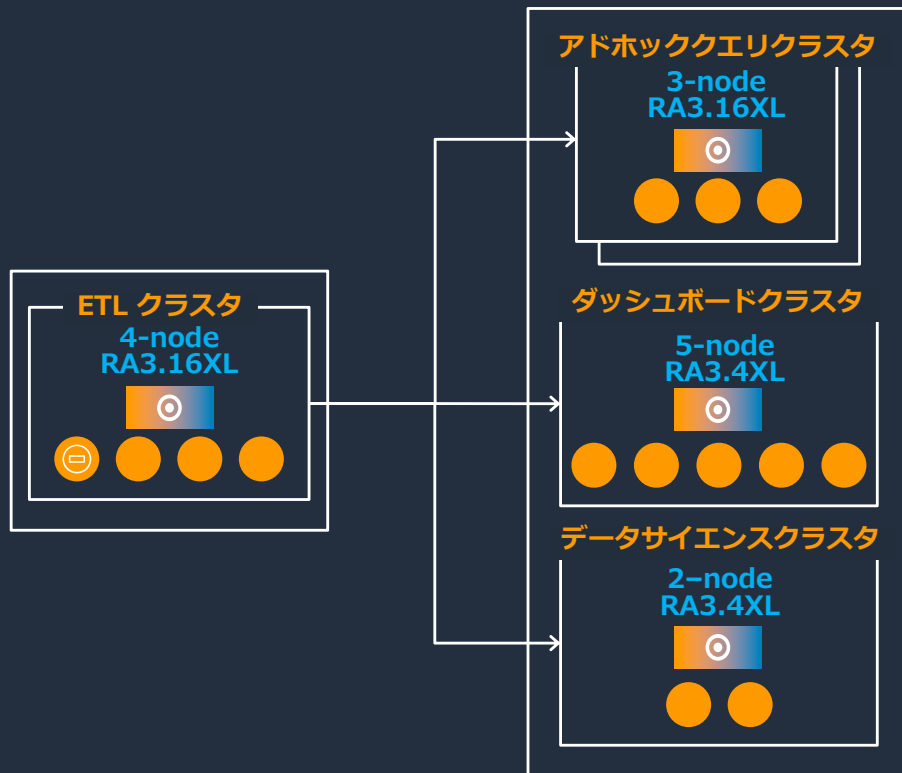 アドホッククエリクラスタ
3-node
RA3.16XL
ETL クラスタ
4-node
RA3.16XL
ダッシュボードクラスタ
5-node
RA3.4XL
データサイエンスクラスタ
2–node
RA3.4XL